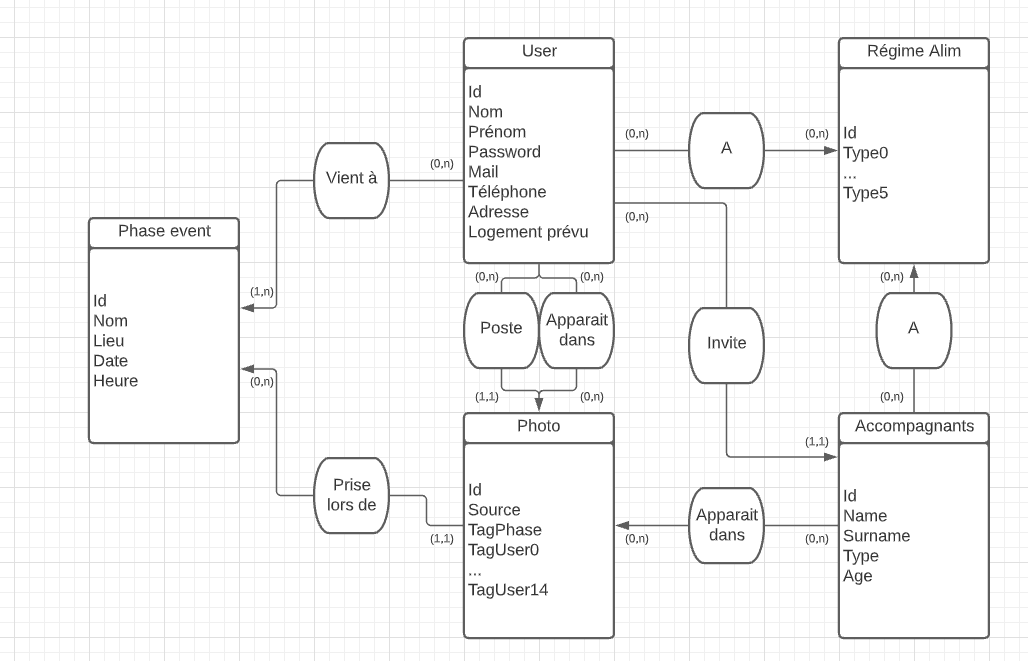 User
Id
Nom
Prénom
Password
Mail
Téléphone
Adresse
Logement prévu
Régime Alim
Id
Type0
...
Type5
(0,n)
A
(0,n)
(0,n)
Vient à
(1,n)
Phase event
Id
Nom
Lieu
Date
Heure
(0,n)
(0,n)
(0,n)
Poste
Apparait
dans
(1,1)
(0,n)
(0,n)
Invite
(1,1)
(0,n)
A
(0,n)
Photo
Id
Source
TagPhase
TagUser0
...
TagUser14
Prise
lors de
(1,1)
Apparait
dans
(0,n)
(0,n)
Accompagnants
Id
Name
Surname
Type
Age